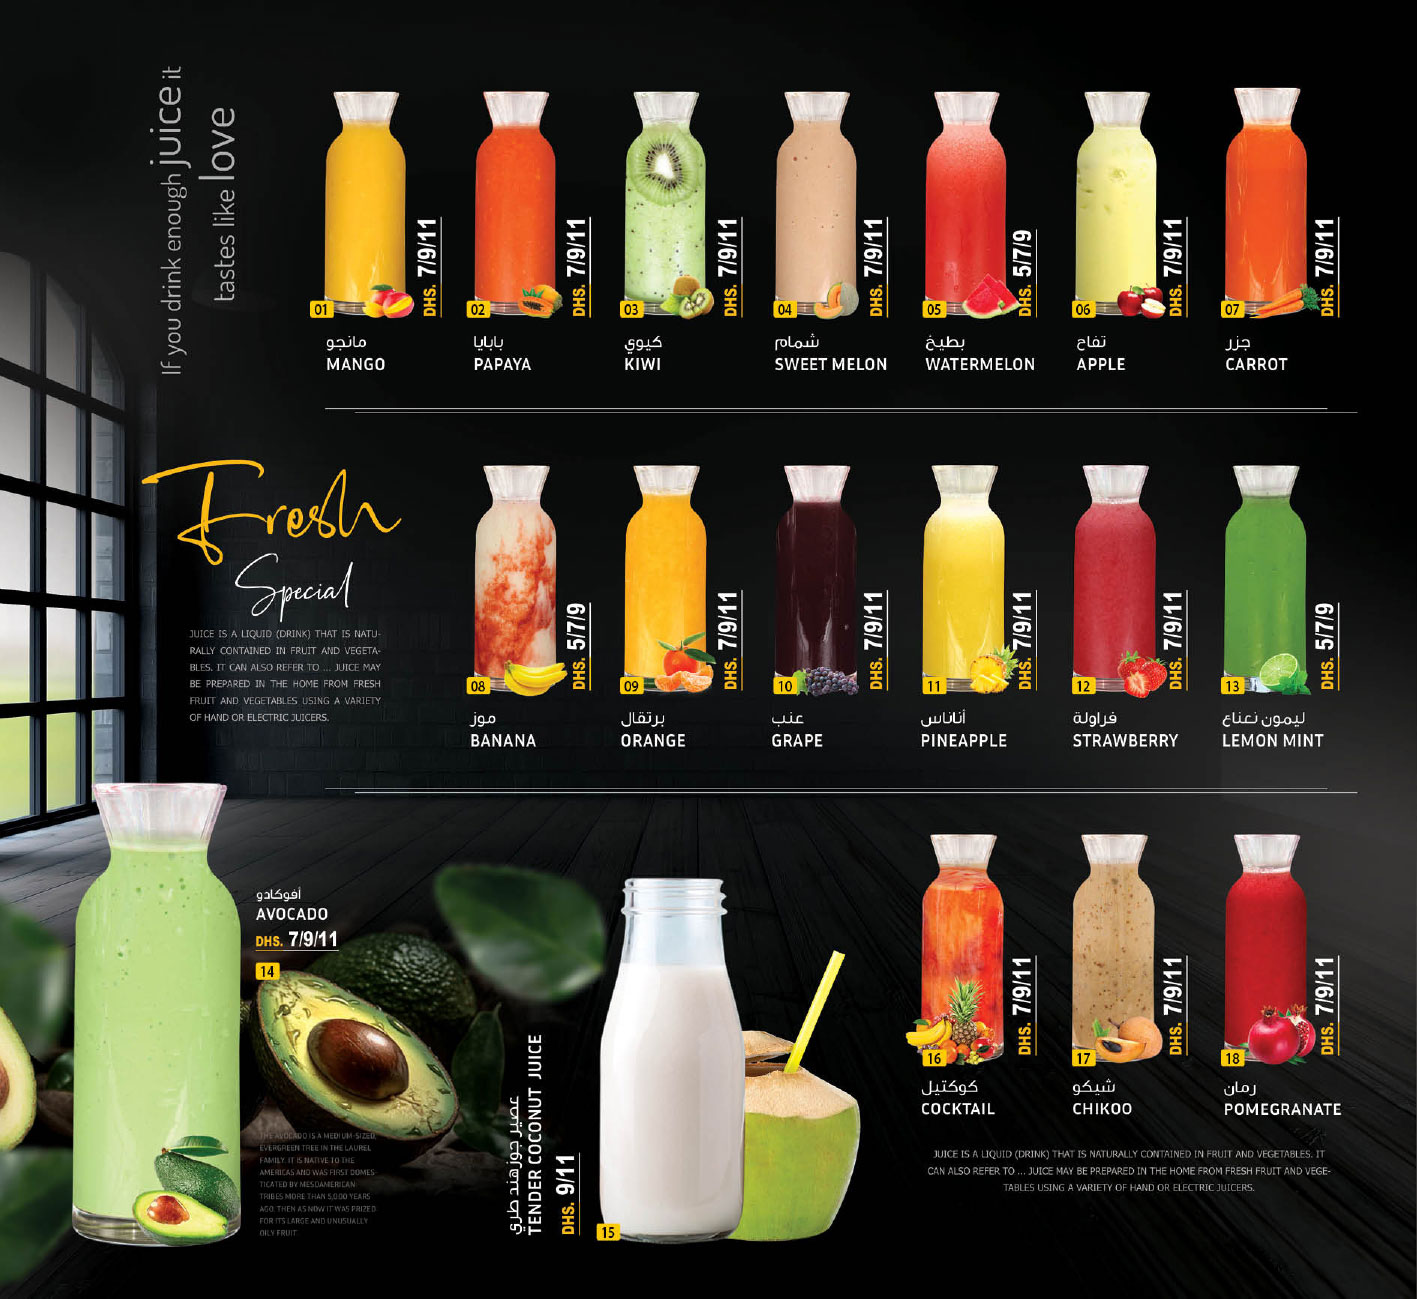 If you drink enough juice it
tastes like love
01
DHS. 7/9/11
مانجو
MANGO
02
DHS. 7/9/11
بابايا
PAPAYA
03
DHS. 7/9/11
كيوي
KIWI
04
DHS. 7/9/11
شمام
SWEET MELON
05
DHS. 5/7/9
بطيخ
WATERMELON
06
DHS. 7/9/11
تفاح
APPLE
07
DHS. 7/9/11
جزر
CARROT
Fresh
Special
JUICE IS A LIQUID (DRINK) THAT IS NATU-
RALLY CONTAINED IN FRUIT AND VEGETA-
BLES. IT CAN ALSO REFER TO ... JUICE MAY
BE PREPARED IN THE HOME FROM FRESH
FRUIT AND VEGETABLES USING A VARIETY
OF HAND OR ELECTRIC JUICERS.
08
DHS. 5/7/9
موز
BANANA
09
DHS. 7/9/11
برتقال
ORANGE
10
DHS. 7/9/11
عنب
GRAPE
11
DHS. 7/9/11
أناناس
PINEAPPLE
12
DHS. 7/9/11
فراولة
STRAWBERRY
13
DHS. 5/7/9
ليمون نعناع
LEMON MINT
أفوكادو
AVOCADO
DHS. 7/9/11
14
THE AVOCADO IS A MEDIUM-SIZED,
EVERGREEN TREE IN THE LAUREL
FAMILY. IT IS NATIVE TO THE
AMERICAS AND WAS FIRST DOMES
TICATED BY MESOAMERICAN
TRIBES MORE THAN 5,000 YEARS
AGO. THEN AS NOW IT WAS PRIZED
FOR ITS LARGE AND UNUSUALLY
OILY FRUIT.
عصير جوزهند طري
TENDER COCONUT JUICE
DHS. 9/11
15
16
DHS. 7/9/11
كوكتيل
COCKTAIL
17
DHS. 7/9/11
شيكو
CHIKOO
18
DHS. 7/9/11
رمان
POMEGRANATE
JUICE IS A LIQUID (DRINK) THAT IS NATURALLY CONTAINED IN FRUIT AND VEGETABLES. IT
CAN ALSO REFER TO ... JUICE MAY BE PREPARED IN THE HOME FROM FRESH FRUIT AND VEGE-
TABLES USING A VARIETY OF HAND OR ELECTRIC JUICERS.